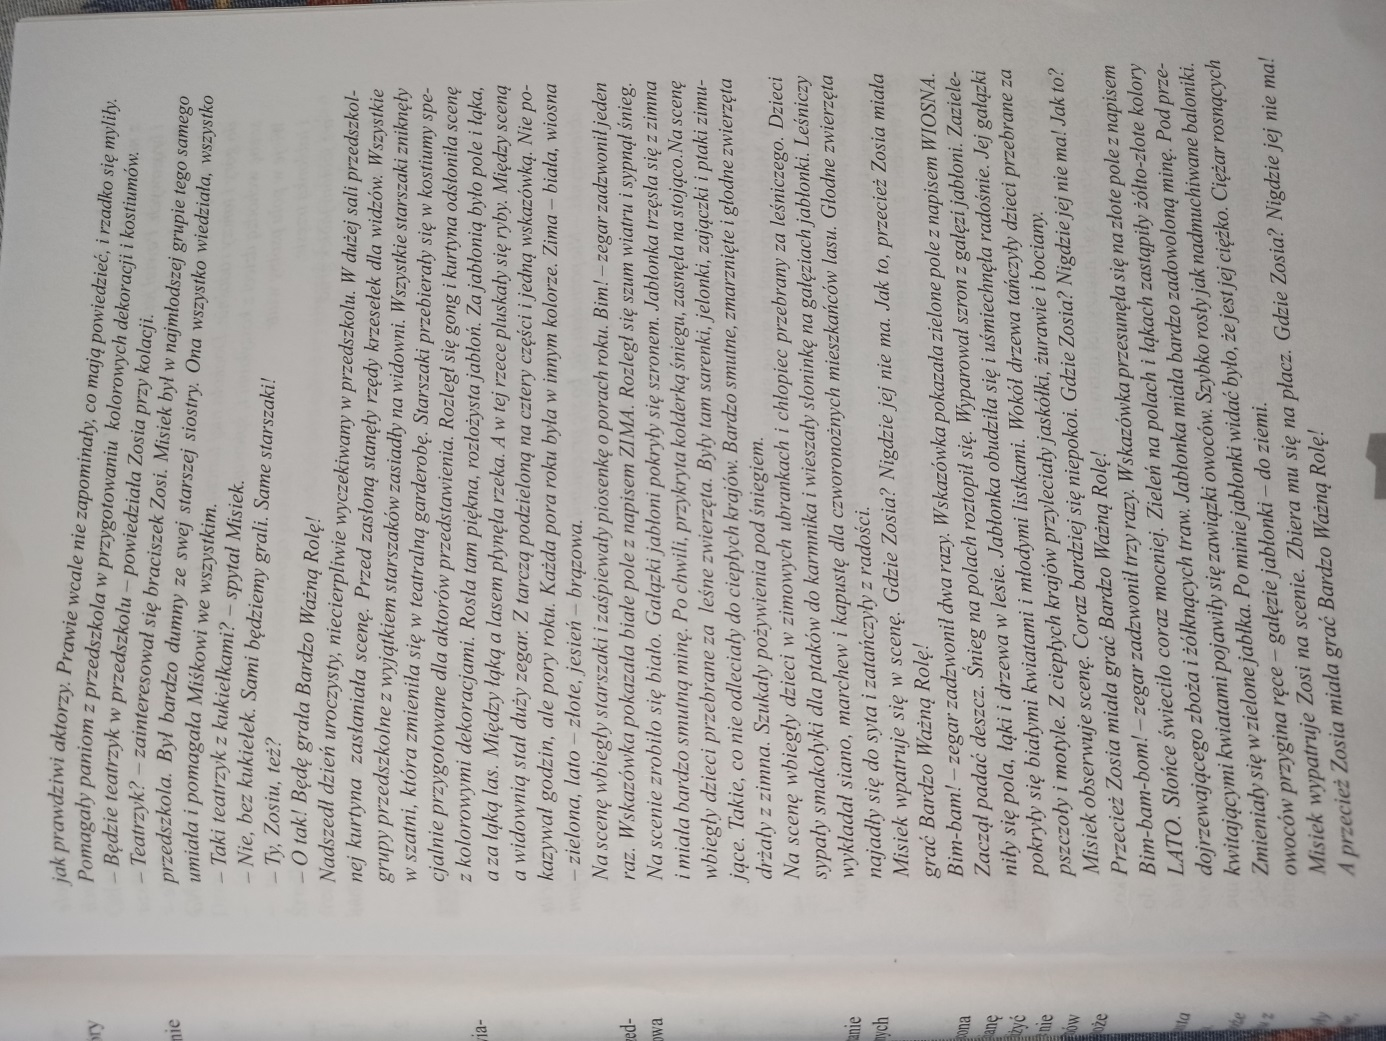 jak prawdziwi aktorzy. Prawie wcale nie zapominały, co mają powiedzieć, i rzadko się myliły.
Pomagały paniom z przedszkola w przygotowaniu kolorowych dekoracji i kostiumów.
– Będzie teatrzyk w przedszkolu – powiedziała Zosia przy kolacji.
– Teatrzyk? – zainteresował się braciszek Zosi. Misiek był w najmłodszej grupie tego samego
przedszkola. Był bardzo dumny ze swej starszej siostry. Ona wszystko wiedziała, wszystko
umiała i pomagała Miśkowi we wszystkim.
– Taki teatrzyk z kukiełkami? – spytał Misiek.
– Nie, bez kukiełek. Sami będziemy grali. Same starszaki!
– Ty, Zosiu, też?
– O tak! Będę grała Bardzo Ważną Rolę!
Nadszedł dzień uroczysty, niecierpliwie wyczekiwany w przedszkolu. W dużej sali przedszkol-
nej kurtyna zasłaniała scenę. Przed zasłoną stanęły rzędy krzesełek dla widzów. Wszystkie
grupy przedszkolne z wyjątkiem starszaków zasiadły na widowni. Wszystkie starszaki zniknęły
w szatni, która zmieniła się w teatralną garderobę. Starszaki przebierały się w kostiumy spe-
cjalnie przygotowane dla aktorów przedstawienia. Rozległ się gong i kurtyna odsłoniła scenę
z kolorowymi dekoracjami. Rosła tam piękna, rozłożysta jabłoń. Za jabłonią było pole i łąka,
a za łąką las. Między łąką a lasem płynęła rzeka. A w tej rzece pluskały się ryby. Między sceną
a widownią stał duży zegar. Z tarczą podzieloną na cztery części i jedną wskazówką. Nie po-
kazywał godzin, ale pory roku. Każda pora roku była w innym kolorze. Zima – biała, wiosna
– zielona, lato – złote, jesień – brązowa.
Na scenę wbiegły starszaki i zaśpiewały piosenkę o porach roku. Bim! – zegar zadzwonił jeden
raz. Wskazówka pokazała białe pole z napisem ZIMA. Rozległ się szum wiatru i sypnął śnieg.
Na scenie zrobiło się biało. Gałązki jabłoni pokryły się szronem. Jabłonka trzęsła się z zimna
i miała bardzo smutną minę. Po chwili, przykryta kołderką śniegu, zasnęła na stojąco.Na scenę
wbiegły dzieci przebrane za leśne zwierzęta. Były tam sarenki, jelonki, zajączki i ptaki zimu-
jące. Takie, co nie odleciały do ciepłych krajów. Bardzo smutne, zmarznięte i głodne zwierzęta
drżały z zimna. Szukały pożywienia pod śniegiem.
Na scenę wbiegły dzieci w zimowych ubrankach i chłopiec przebrany za leśniczego. Dzieci
sypały smakołyki dla ptaków do karmnika i wieszały słoninkę na gałęziach jabłonki. Leśniczy
wykładał siano, marchew i kapustę dla czworonożnych mieszkańców lasu. Głodne zwierzęta
najadły się do syta i zatańczyły z radości.
Misiek wpatruje się w scenę. Gdzie Zosia? Nigdzie jej nie ma. Jak to, przecież Zosia miała
grać Bardzo Ważną Rolę!
Bim-bam! – zegar zadzwonił dwa razy. Wskazówka pokazała zielone pole z napisem WIOSNA.
Zaczął padać deszcz. Śnieg na polach roztopił się. Wyparował szron z gałęzi jabłoni. Zaziele-
niły się pola, łąki i drzewa w lesie. Jabłonka obudziła się i uśmiechnęła radośnie. Jej gałązki
pokryły się białymi kwiatami i młodymi listkami. Wokół drzewa tańczyły dzieci przebrane za
pszczoły i motyle. Z ciepłych krajów przyleciały jaskółki, żurawie i bociany.
Misiek obserwuje scenę. Coraz bardziej się niepokoi. Gdzie Zosia? Nigdzie jej nie ma! Jak to?
Przecież Zosia miała grać Bardzo Ważną Rolę!
Bim-bam-bom! – zegar zadzwonił trzy razy. Wskazówka przesunęła się na złote pole z napisem
LATO. Słońce świeciło coraz mocniej. Zieleń na polach i łąkach zastąpiły żółto-złote kolory
dojrzewającego zboża i żółknących traw. Jabłonka miała bardzo zadowoloną minę. Pod prze-
kwitającymi kwiatami pojawiły się zawiązki owoców. Szybko rosły jak nadmuchiwane baloniki.
Zmieniały się w zielone jabłka. Po minie jabłonki widać było, że jest jej ciężko. Ciężar rosnących
owoców przygina ręce – gałęzie jabłonki – do ziemi.
Misiek wypatruje Zosi na scenie. Zbiera mu się na płacz. Gdzie Zosia? Nigdzie jej nie ma!
A przecież Zosia miała grać Bardzo Ważną Rolę!